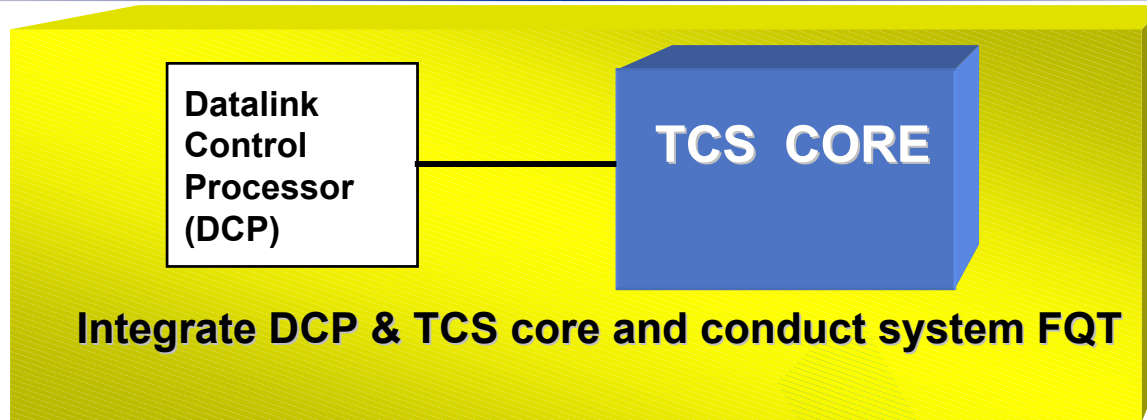 Datalink
Control
Processor
(DCP)
TCS CORE
Integrate DCP & TCS core and conduct system FQT